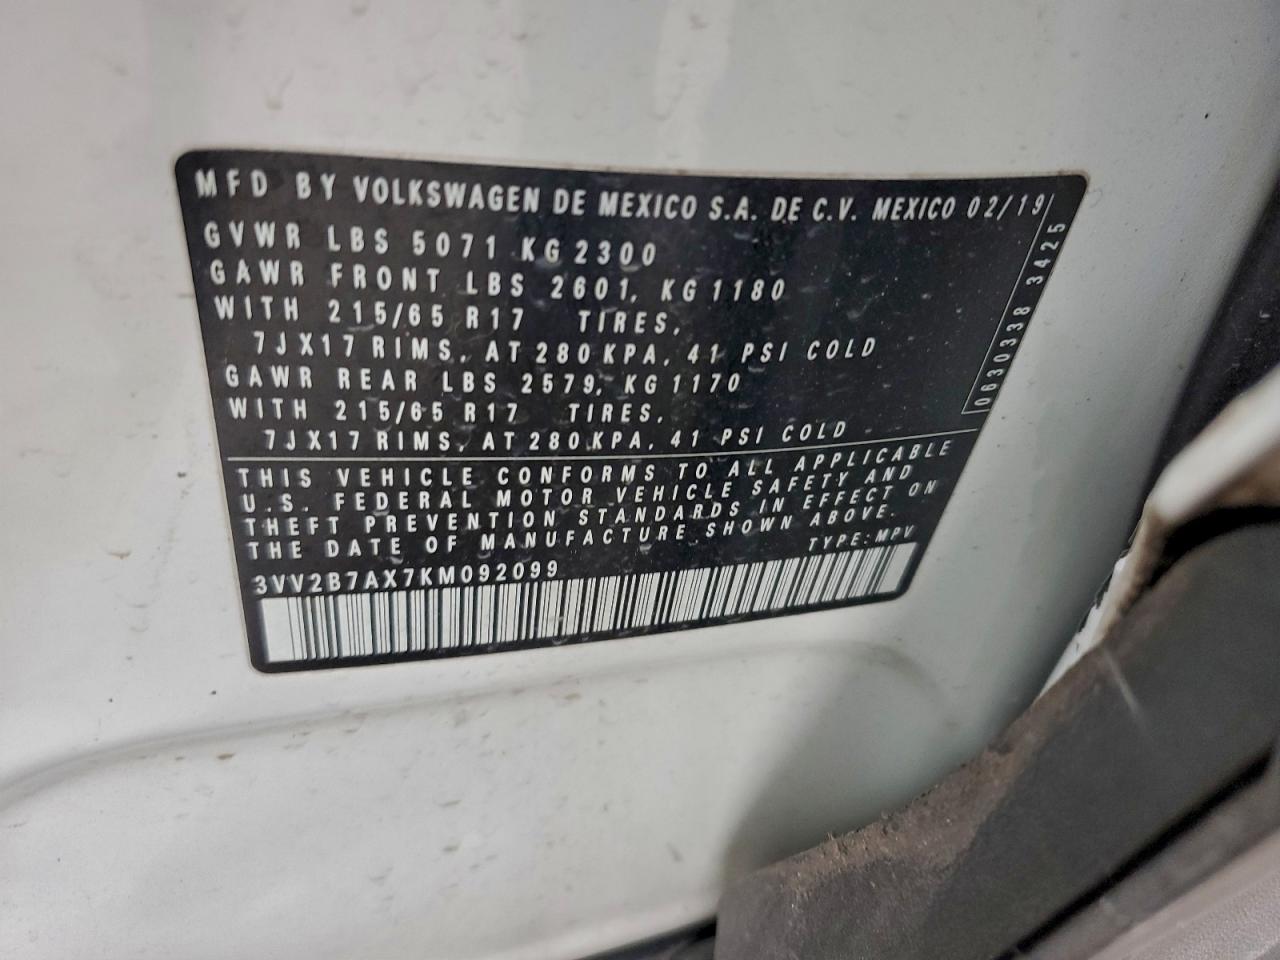 MFD BY VOLKSWAGEN DE MEXICO S.A. DE C.V. MEXICO 02/19
GVWR LBS 5071 KG 2300
GAWR FRONT LBS 2601, KG 1180
WITH 215/65 R17 TIRES,
7JX17 RIMS, AT 280 KPA, 41 PSI COLD
GAWR REAR LBS 2579, KG 1170
WITH 215/65 R17 TIRES,
7JX17 RIMS, AT 280 KPA, 41 PSI COLD
0630338 3425
THIS VEHICLE CONFORMS TO ALL APPLICABLE
U.S. FEDERAL MOTOR VEHICLE SAFETY AND
THEFT PREVENTION STANDARDS IN EFFECT ON
THE DATE OF MANUFACTURE SHOWN ABOVE.
TYPE: MPV
3VV2B7AX7KM092099